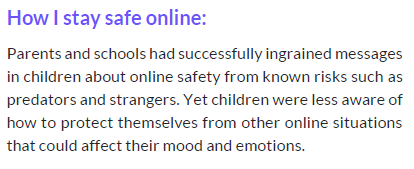 How I stay safe online:
Parents and schools had successfully ingrained messages
in children about online safety from known risks such as
predators and strangers. Yet children were less aware of
how to protect themselves from other online situations
that could affect their mood and emotions.